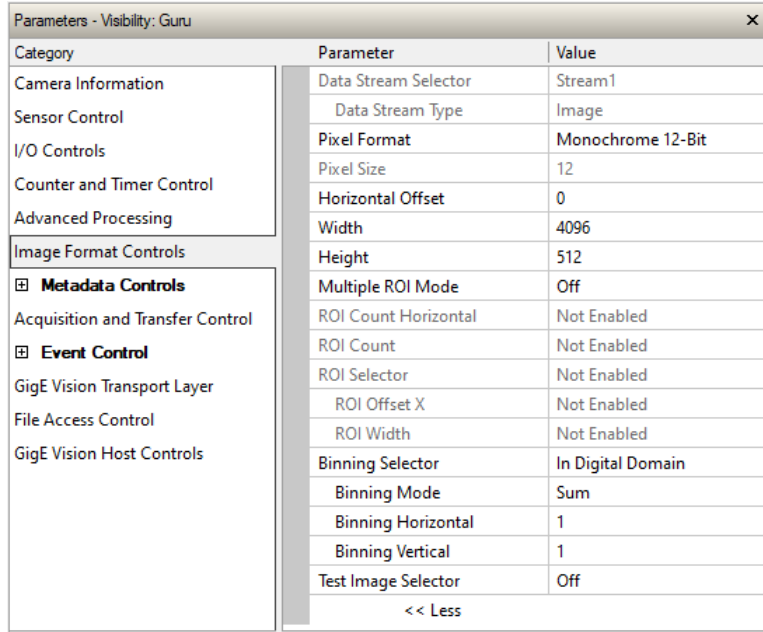 Parameters - Visibility: Guru ×
Category
Camera Information
Sensor Control
I/O Controls
Counter and Timer Control
Advanced Processing
Image Format Controls
Metadata Controls
Acquisition and Transfer Control
Event Control
GigE Vision Transport Layer
File Access Control
GigE Vision Host Controls
Parameter Value
Data Stream Selector Stream1
Data Stream Type Image
Pixel Format Monochrome 12-Bit
Pixel Size 12
Horizontal Offset 0
Width 4096
Height 512
Multiple ROI Mode Off
ROI Count Horizontal Not Enabled
ROI Count Not Enabled
ROI Selector Not Enabled
ROI Offset X Not Enabled
ROI Width Not Enabled
Binning Selector In Digital Domain
Binning Mode Sum
Binning Horizontal 1
Binning Vertical 1
Test Image Selector Off
<< Less